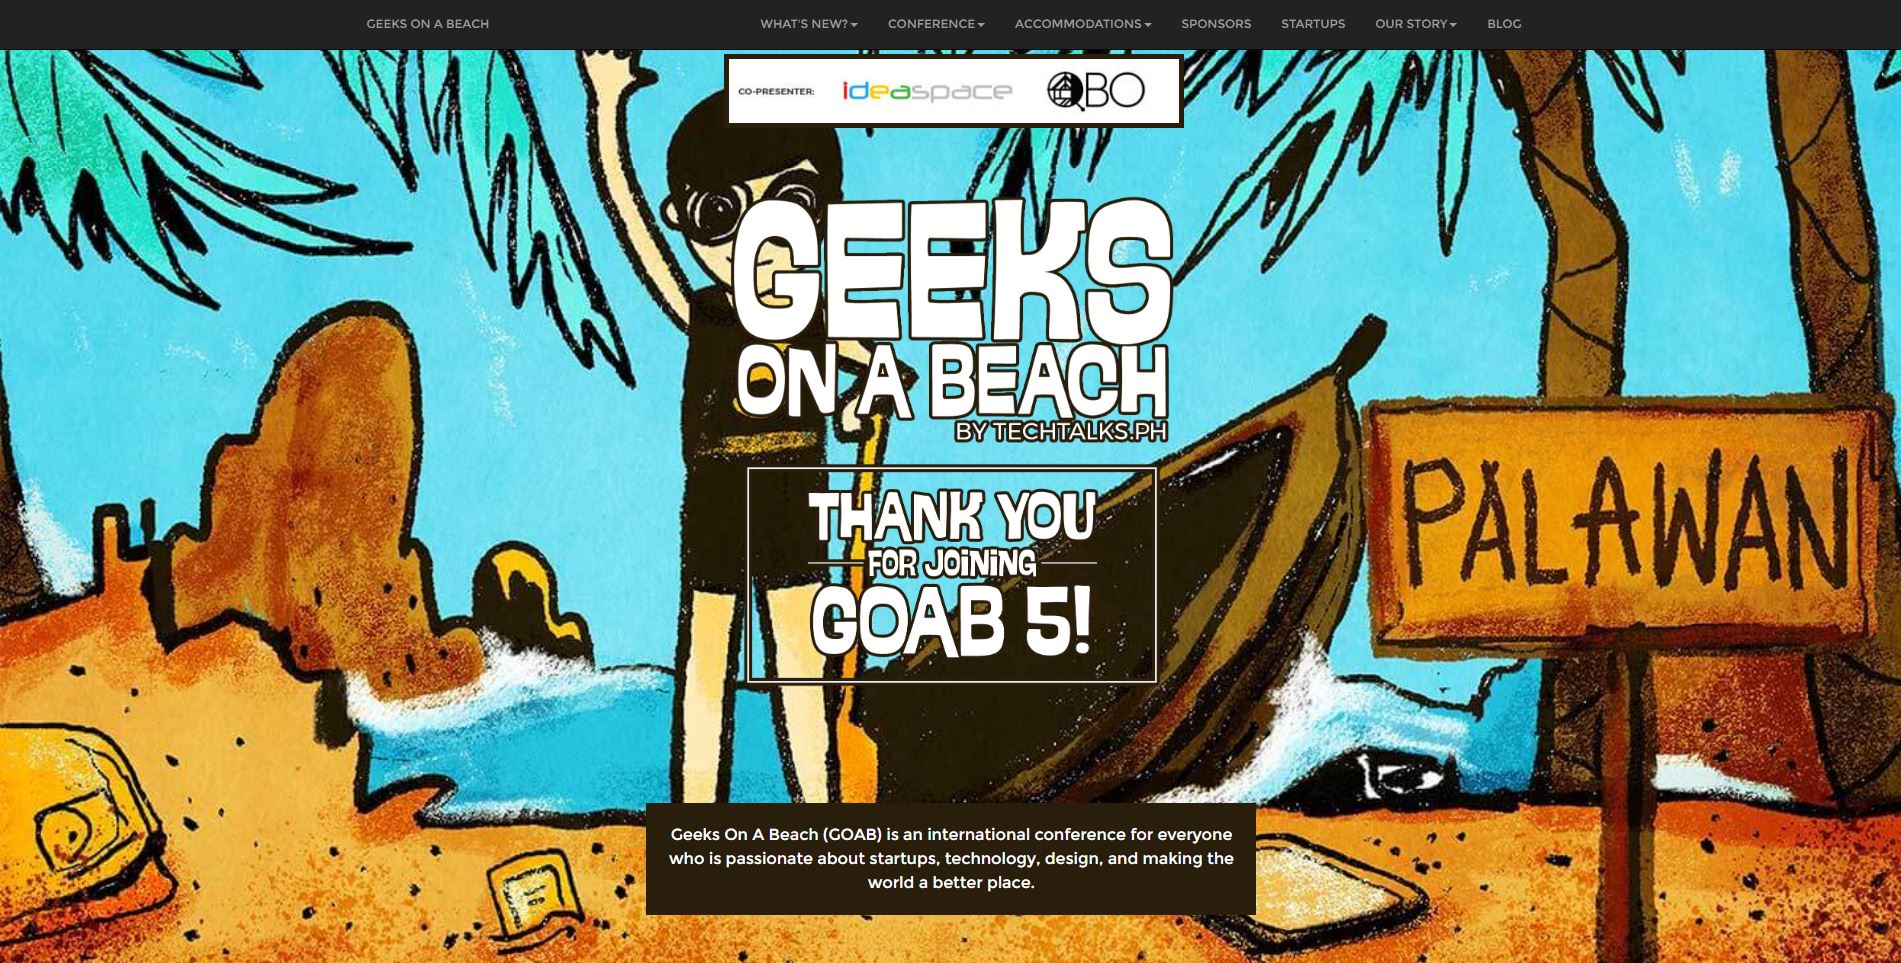 GEEKS ON A BEACH
WHAT'S NEW? CONFERENCE ACCOMMODATIONS SPONSORS STARTUPS OUR STORY BLOG
CO-PRESENTER: ideaspace QBO
GEEKS
ON A BEACH
BY TECHTALKS.PH
THANK YOU
FOR JOINING
GOAB 5!
PALAWAN
Geeks On A Beach (GOAB) is an international conference for everyone
who is passionate about startups, technology, design, and making the
world a better place.